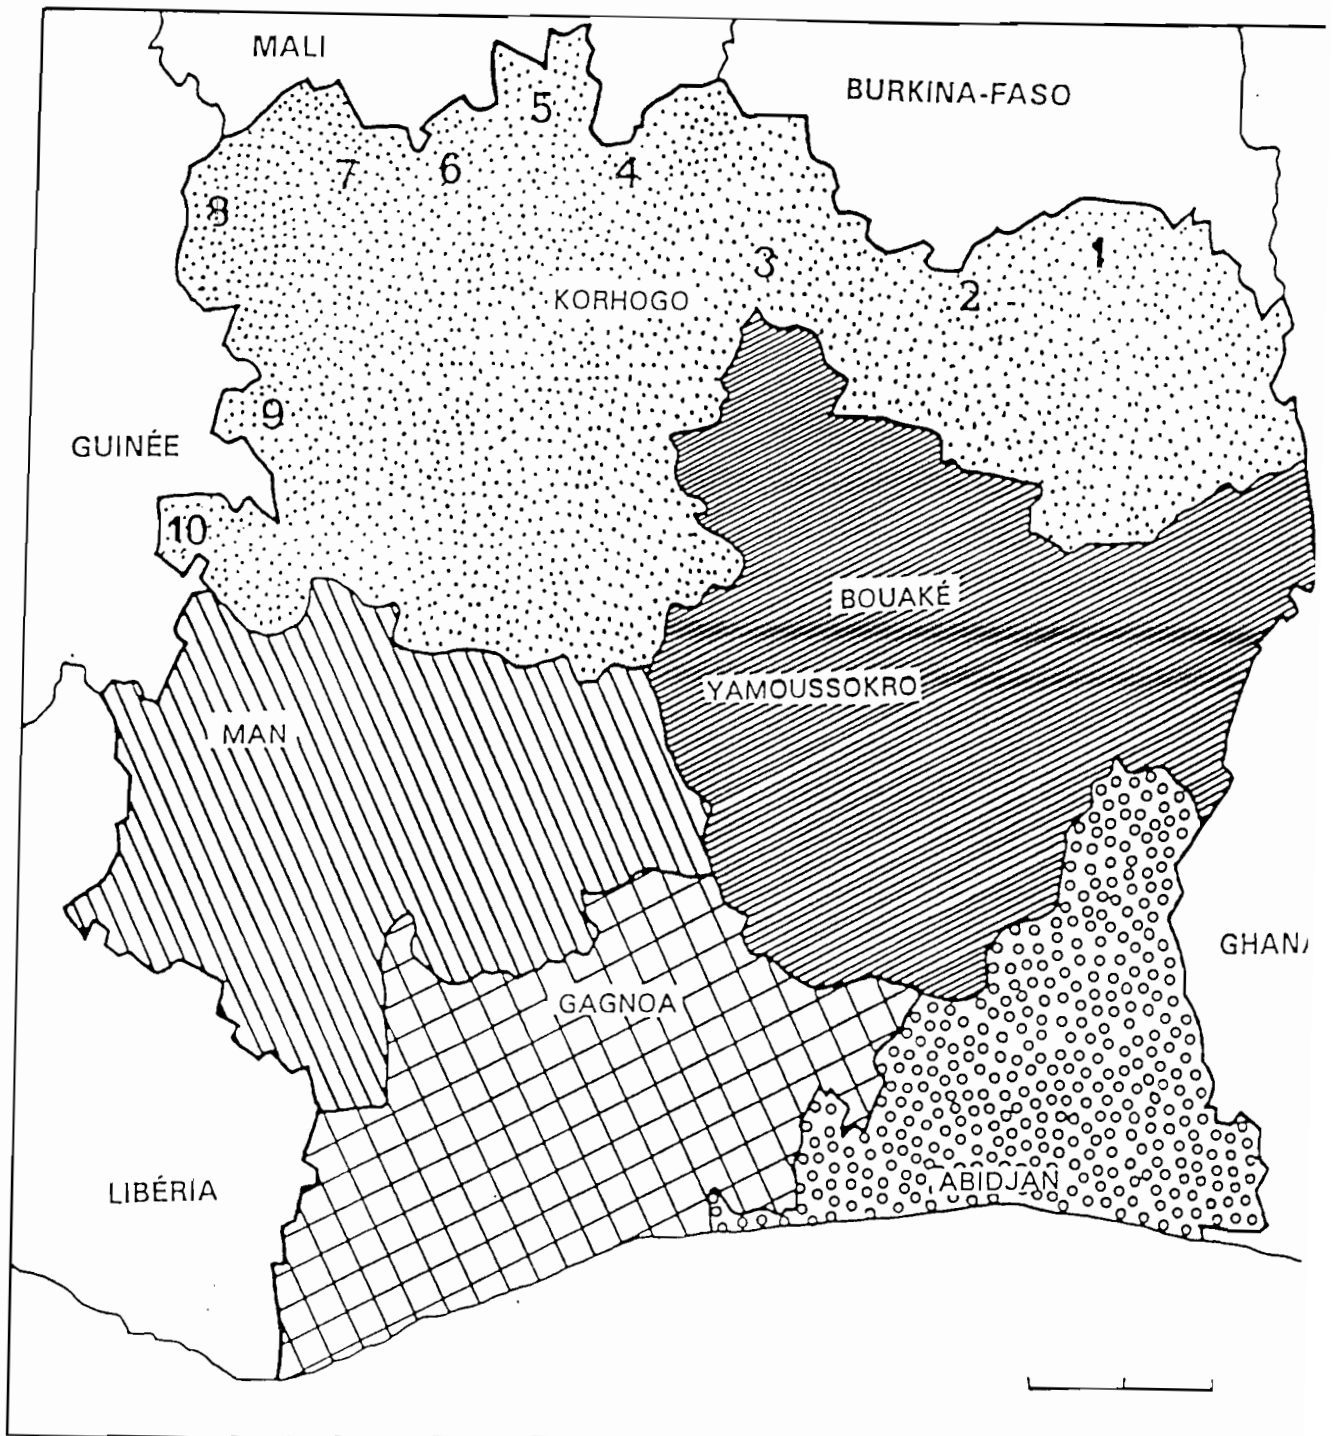 MALI
BURKINA-FASO
5
7
6
4
8
1
3
2
KORHOGO
9
GUINÉE
10
BOUAKÉ
YAMOUSSOKRO
MAN
GHANA
GAGNOA
ABIDJAN
LIBÉRIA